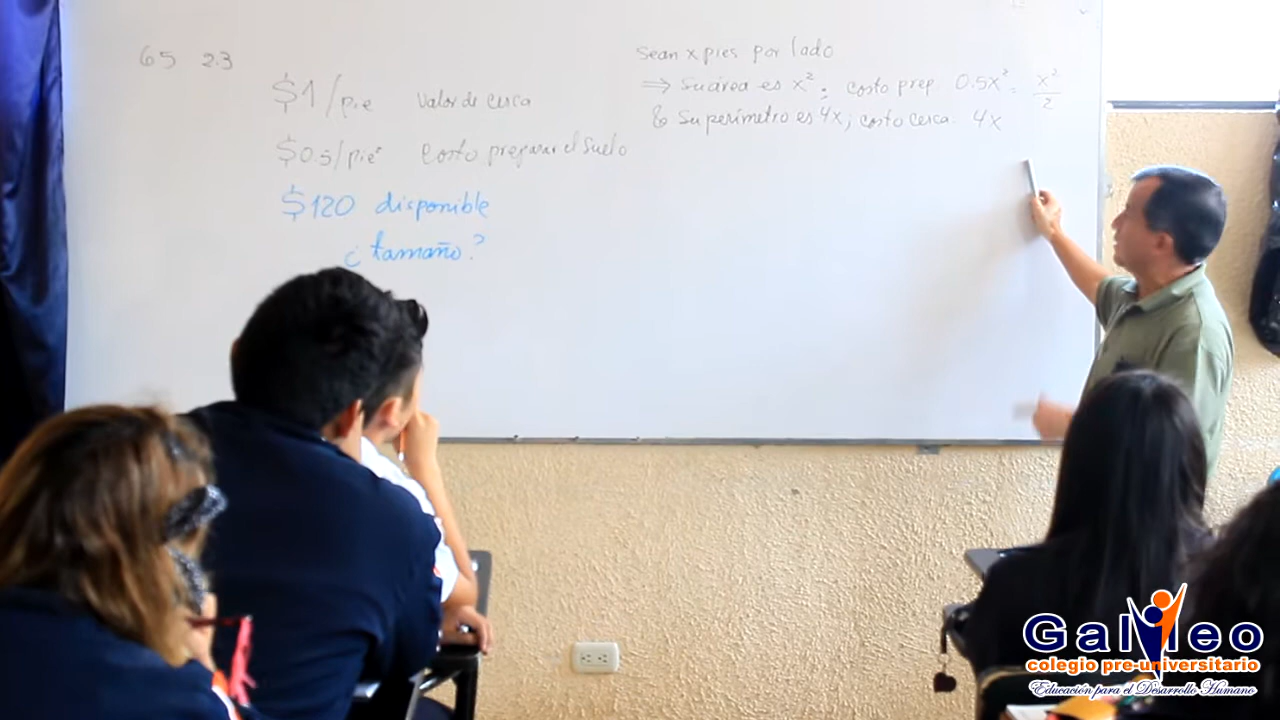 65 2.3
$1/pie valor de cerca
$0.5/pie² costo preparar el suelo
$120 disponible
¿tamaño?
sean x pies por lado
⇒ Su área es x²; costo prep. 0.5x² = x²/2
& Su perímetro es 4x; costo cerca: 4x
Galileo
colegio pre-universitario
Educación para el Desarrollo Humano